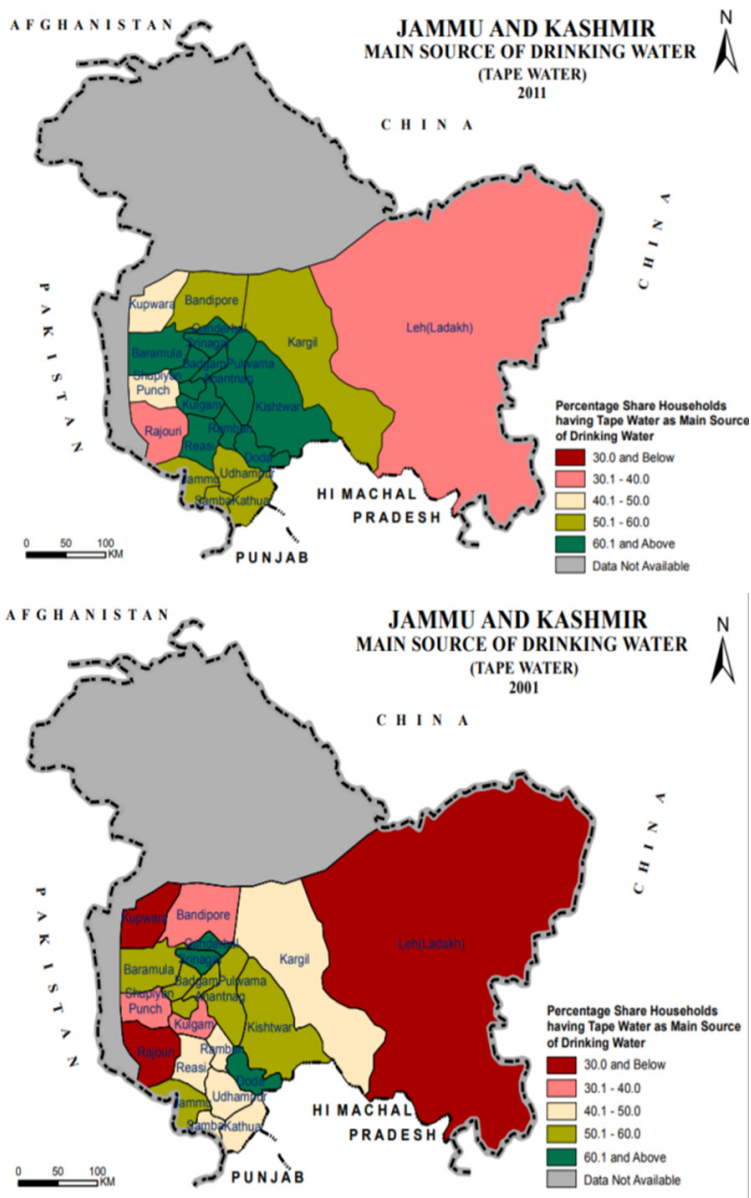 AFGHANISTAN
JAMMU AND KASHMIR
MAIN SOURCE OF DRINKING WATER
(TAPE WATER)
2011
N
CHINA
CHINA
PAKISTAN
Kupwara
Bandipore
Ganderbal
Srinagar
Baramula
Badgam
Pulwama
Anantnag
Shupiyan
Punch
Kulgam
Kishtwar
Rajouri
Ramban
Reasi
Doda
Udhampur
Jammu
Samba
Kathua
Kargil
Leh(Ladakh)
HIMACHAL
PRADESH
PUNJAB
0 50 100
KM
Percentage Share Households
having Tape Water as Main Source
of Drinking Water
30.0 and Below
30.1 - 40.0
40.1 - 50.0
50.1 - 60.0
60.1 and Above
Data Not Available
AFGHANISTAN
JAMMU AND KASHMIR
MAIN SOURCE OF DRINKING WATER
(TAPE WATER)
2001
N
CHINA
CHINA
PAKISTAN
Kupwara
Bandipore
Ganderbal
Srinagar
Baramula
Badgam
Pulwama
Anantnag
Shupiyan
Punch
Kulgam
Kishtwar
Rajouri
Ramban
Reasi
Doda
Udhampur
Jammu
Samba
Kathua
Kargil
Leh(Ladakh)
HIMACHAL
PRADESH
PUNJAB
0 50 100
KM
Percentage Share Households
having Tape Water as Main Source
of Drinking Water
30.0 and Below
30.1 - 40.0
40.1 - 50.0
50.1 - 60.0
60.1 and Above
Data Not Available